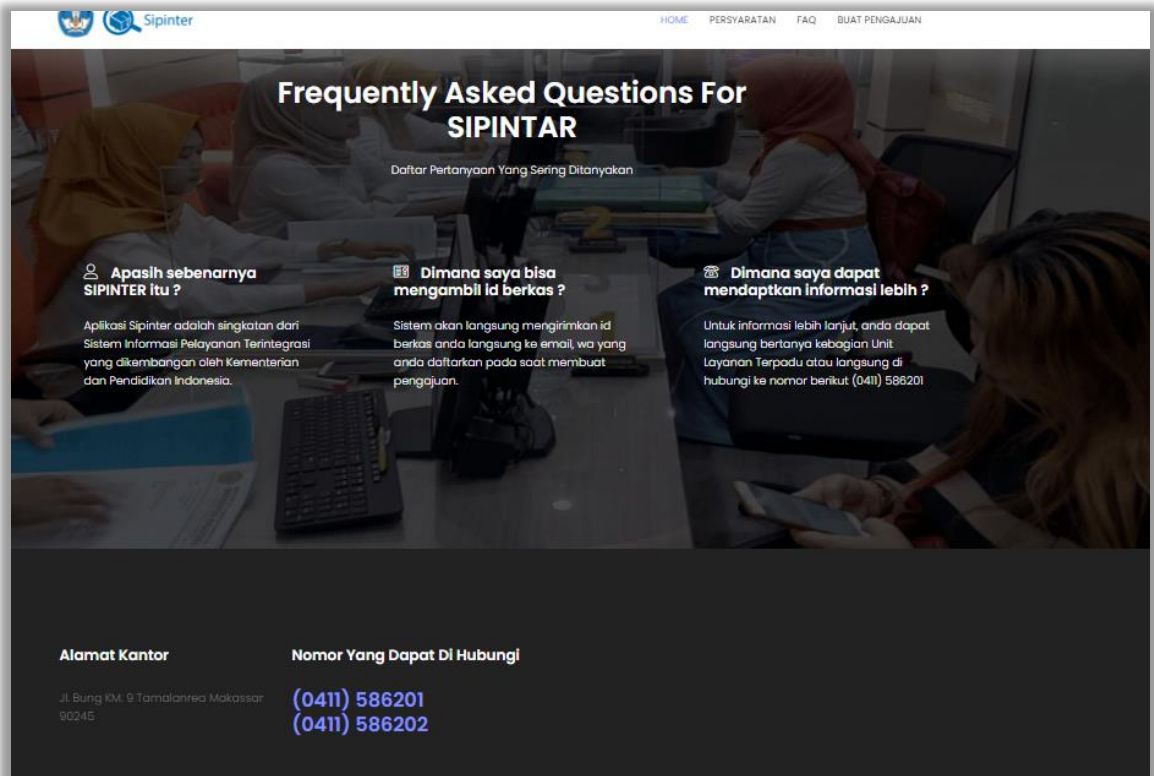 Sipinter
HOME PERSYARATAN FAQ BUAT PENGAJUAN
Frequently Asked Questions For
SIPINTAR
Daftar Pertanyaan Yang Sering Ditanyakan
Apasih sebenarnya
SIPINTER itu ?
Aplikasi Sipinter adalah singkatan dari
Sistem Informasi Pelayanan Terintegrasi
yang dikembangan oleh Kementerian
dan Pendidikan Indonesia.
Dimana saya bisa
mengambil id berkas ?
Sistem akan langsung mengirimkan id
berkas anda langsung ke email, wa yang
anda daftarkan pada saat membuat
pengajuan.
Dimana saya dapat
mendaptkan informasi lebih ?
Untuk informasi lebih lanjut, anda dapat
langsung bertanya kebagian Unit
Layanan Terpadu atau langsung di
hubungi ke nomor berikut (0411) 586201
2
1
Alamat Kantor
Jl. Bung KM. 9 Tamalanrea Makassar
90245
Nomor Yang Dapat Di Hubungi
(0411) 586201
(0411) 586202